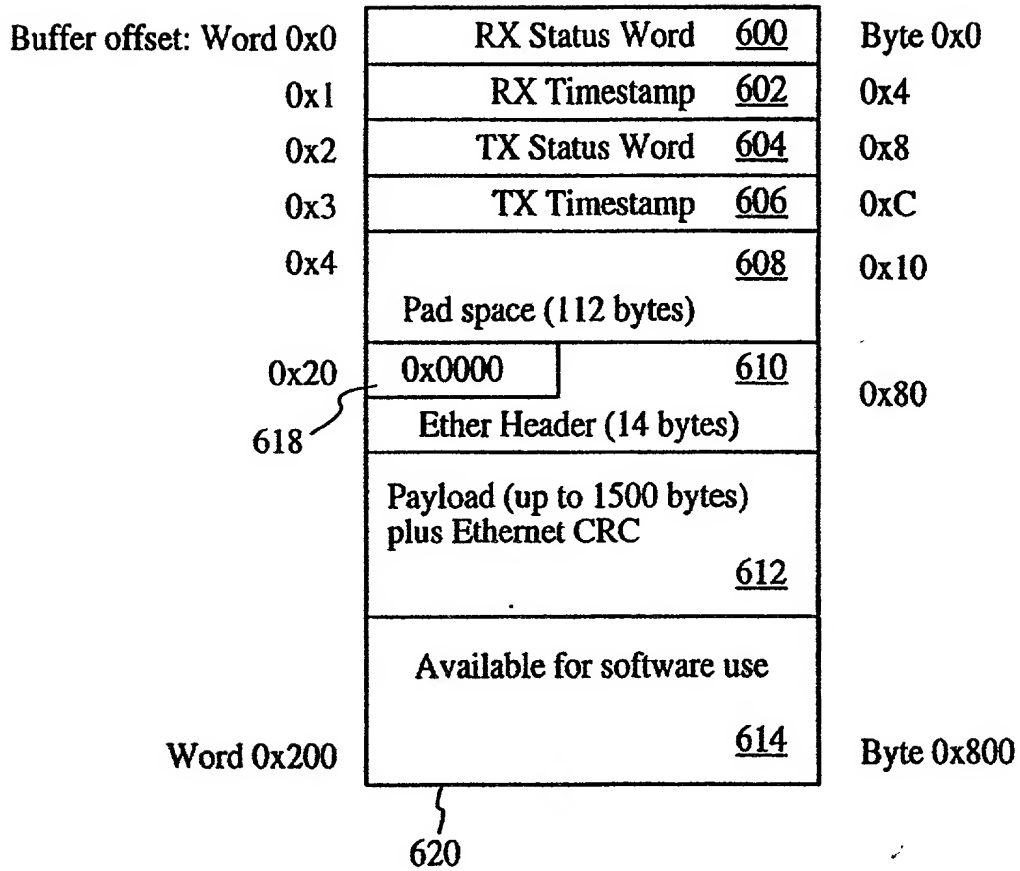 Buffer offset: Word 0x0 RX Status Word 600 Byte 0x0
0x1 RX Timestamp 602 0x4
0x2 TX Status Word 604 0x8
0x3 TX Timestamp 606 0xC
0x4 608 0x10
Pad space (112 bytes)
0x20 0x0000 610 0x80
618 Ether Header (14 bytes)
Payload (up to 1500 bytes)
plus Ethernet CRC
612
Available for software use
Word 0x200 614 Byte 0x800
620